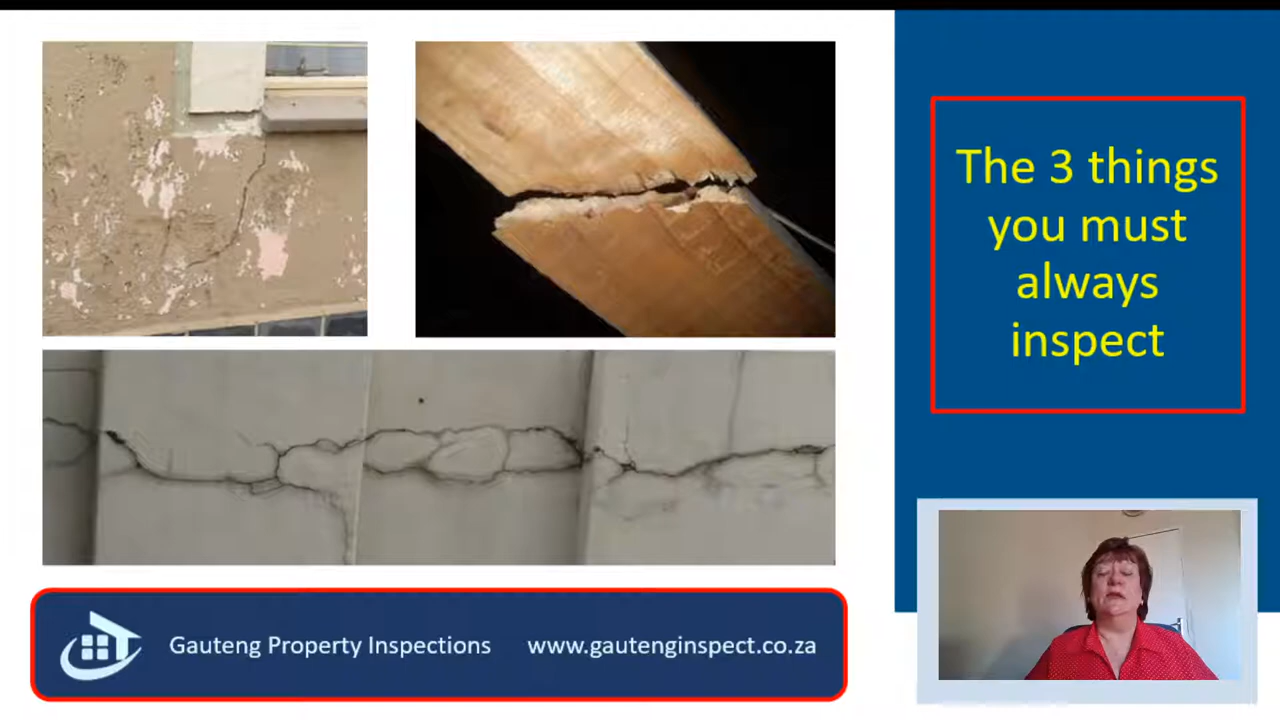 The 3 things
you must
always
inspect
Gauteng Property Inspections www.gautenginspect.co.za